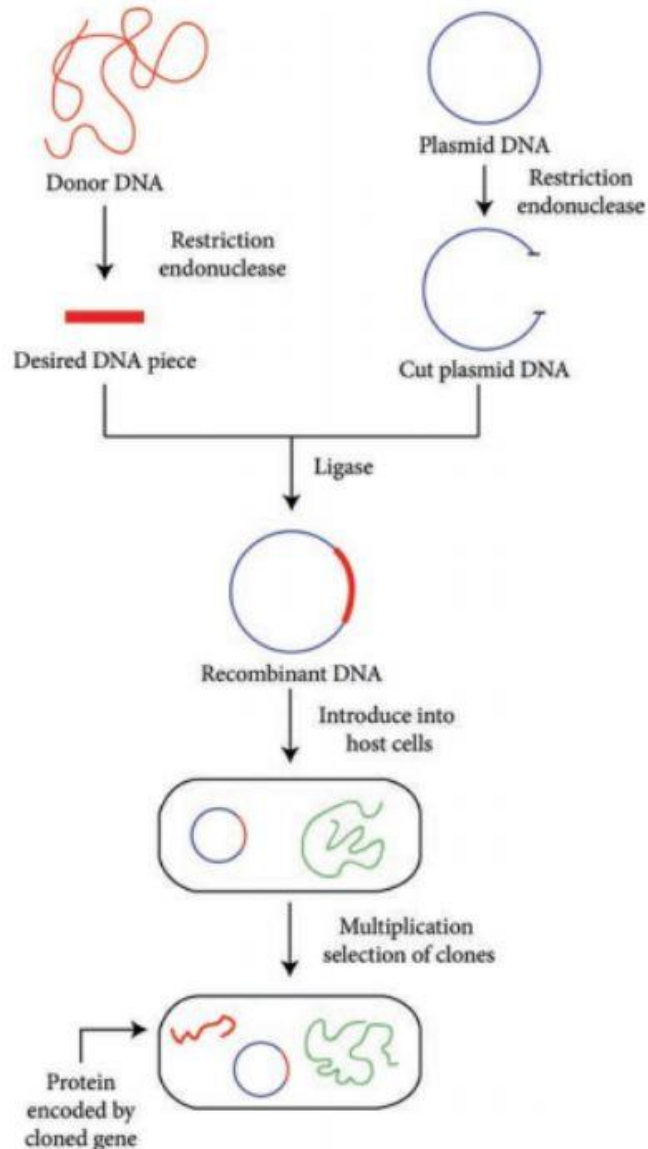 Donor DNA
Plasmid DNA
Restriction
endonuclease
Restriction
endonuclease
Desired DNA piece
Cut plasmid DNA
Ligase
Recombinant DNA
Introduce into
host cells
Multiplication
selection of clones
Protein
encoded by
cloned gene